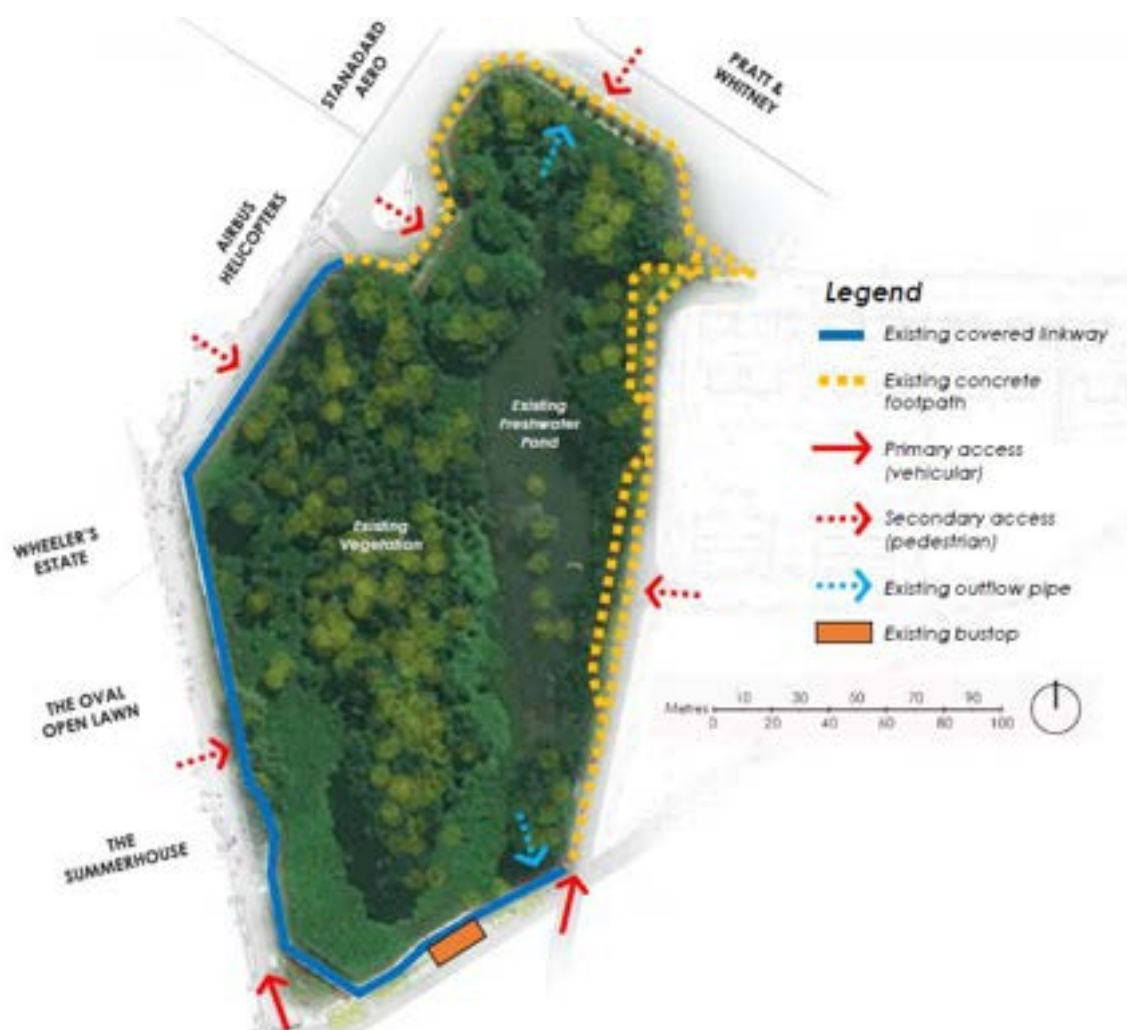 STANADARD
AERO
PRATT &
WHITNEY
AIRBUS
HELICOPTERS
WHEELER'S
ESTATE
THE OVAL
OPEN LAWN
THE
SUMMERHOUSE
Existing
Freshwater
Pond
Existing
Vegetation
Legend
Existing covered linkway
Existing concrete
footpath
Primary access
(vehicular)
Secondary access
(pedestrian)
Existing outflow pipe
Existing bustop
10 30 50 70 90
Metres
0 20 40 60 80 100